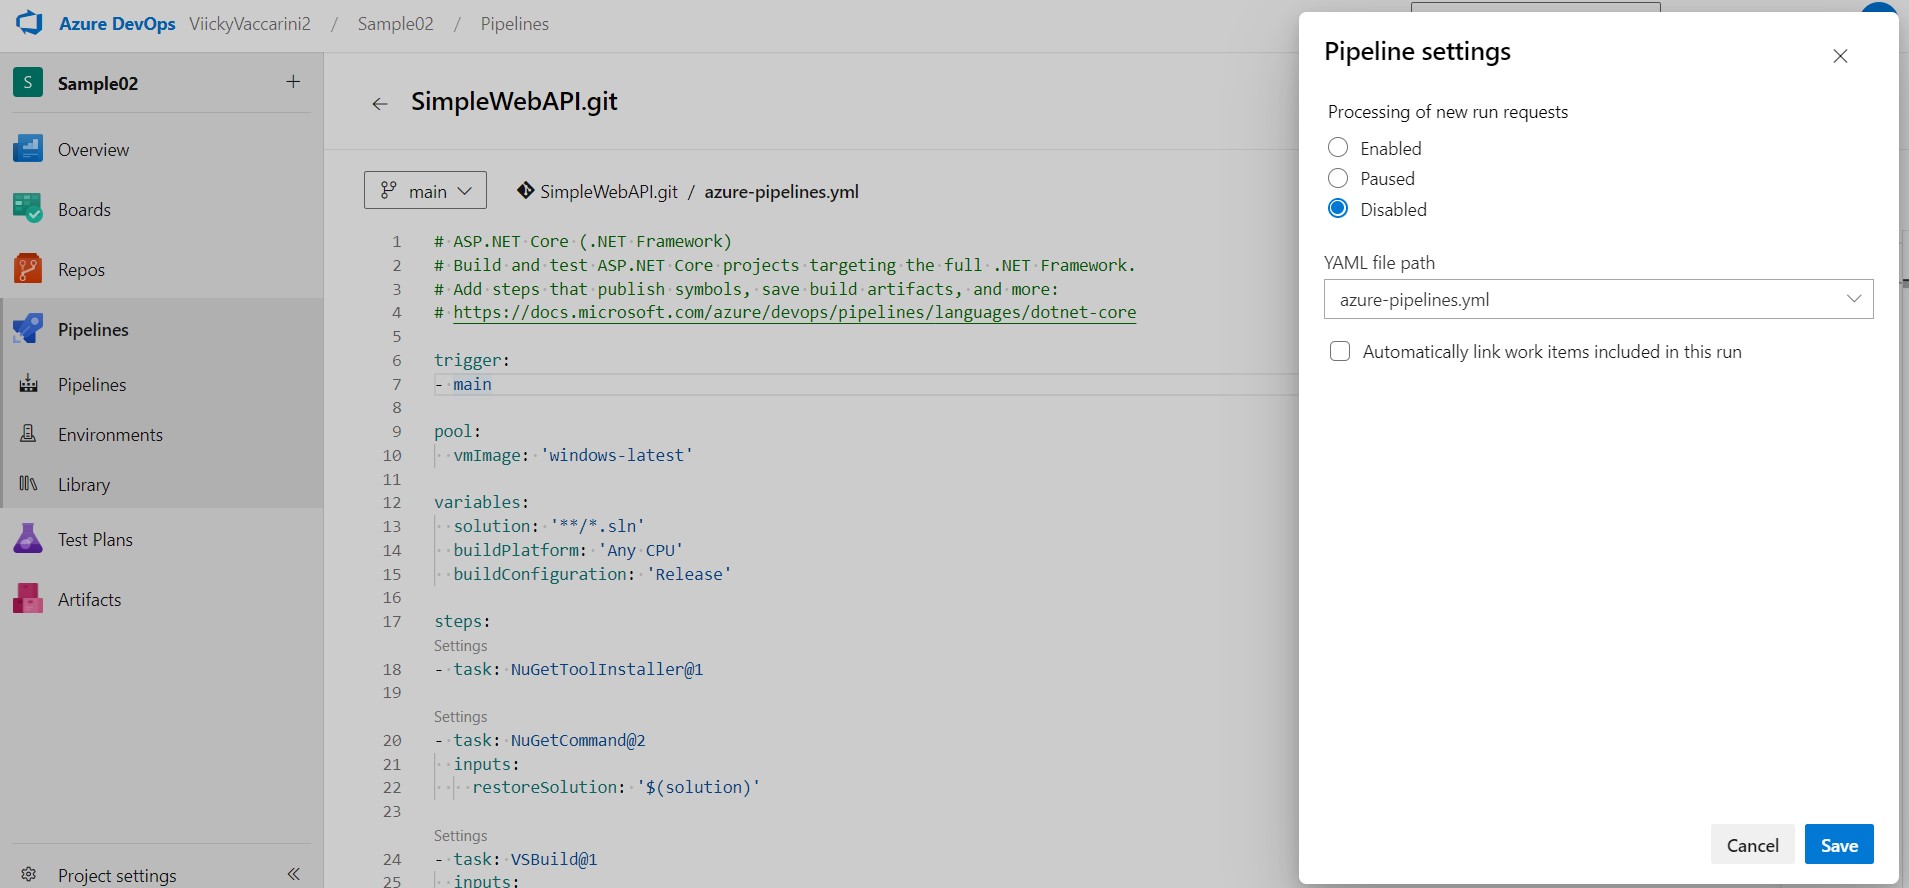 Azure DevOps ViickyVaccarini2 / Sample02 / Pipelines
S Sample02 +
Overview
Boards
Repos
Pipelines
Pipelines
Environments
Library
Test Plans
Artifacts
Project settings
SimpleWebAPI.git
main
SimpleWebAPI.git / azure-pipelines.yml
1 # ASP.NET Core (.NET Framework)
2 # Build and test ASP.NET Core projects targeting the full .NET Framework.
3 # Add steps that publish symbols, save build artifacts, and more:
4 # https://docs.microsoft.com/azure/devops/pipelines/languages/dotnet-core
5
6 trigger:
7 - main
8
9 pool:
10 vmImage: 'windows-latest'
11
12 variables:
13 solution: '**/*.sln'
14 buildPlatform: 'Any CPU'
15 buildConfiguration: 'Release'
16
17 steps:
Settings
18 - task: NuGetToolInstaller@1
19
Settings
20 - task: NuGetCommand@2
21 inputs:
22 restoreSolution: '$(solution)'
23
Settings
24 - task: VSBuild@1
25 inputs:
Pipeline settings
Processing of new run requests
Enabled
Paused
Disabled
YAML file path
azure-pipelines.yml
Automatically link work items included in this run
Cancel
Save